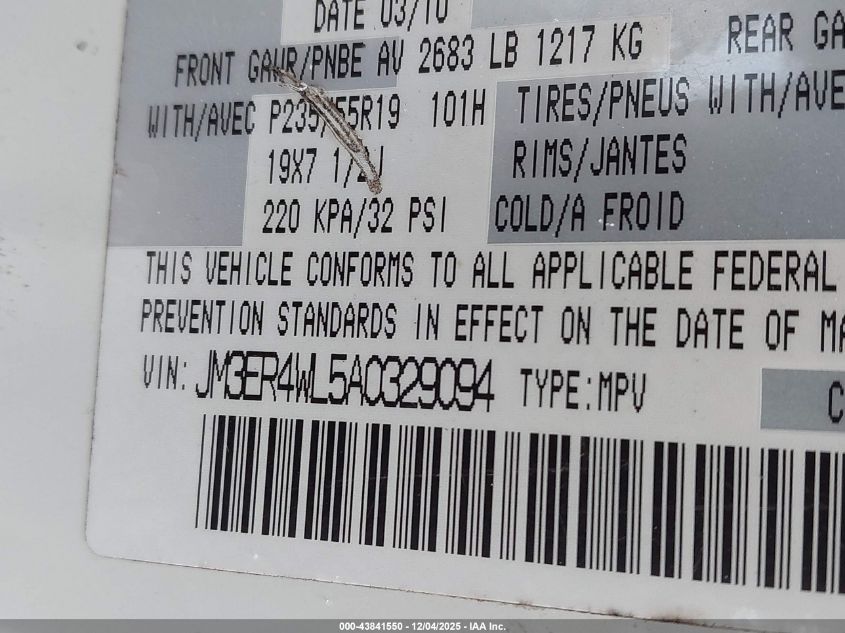 DATE 03/10
FRONT GAWR/PNBE AV 2683 LB 1217 KG REAR GA
WITH/AVEC P235/55R19 101H TIRES/PNEUS WITH/AVE
19X7 1/2J RIMS/JANTES
220 KPA/32 PSI COLD/A FROID
THIS VEHICLE CONFORMS TO ALL APPLICABLE FEDERAL
PREVENTION STANDARDS IN EFFECT ON THE DATE OF MA
VIN: JM3ER4WL5A0329094 TYPE:MPV C
000-43841550 - 12/04/2025 - IAA Inc.